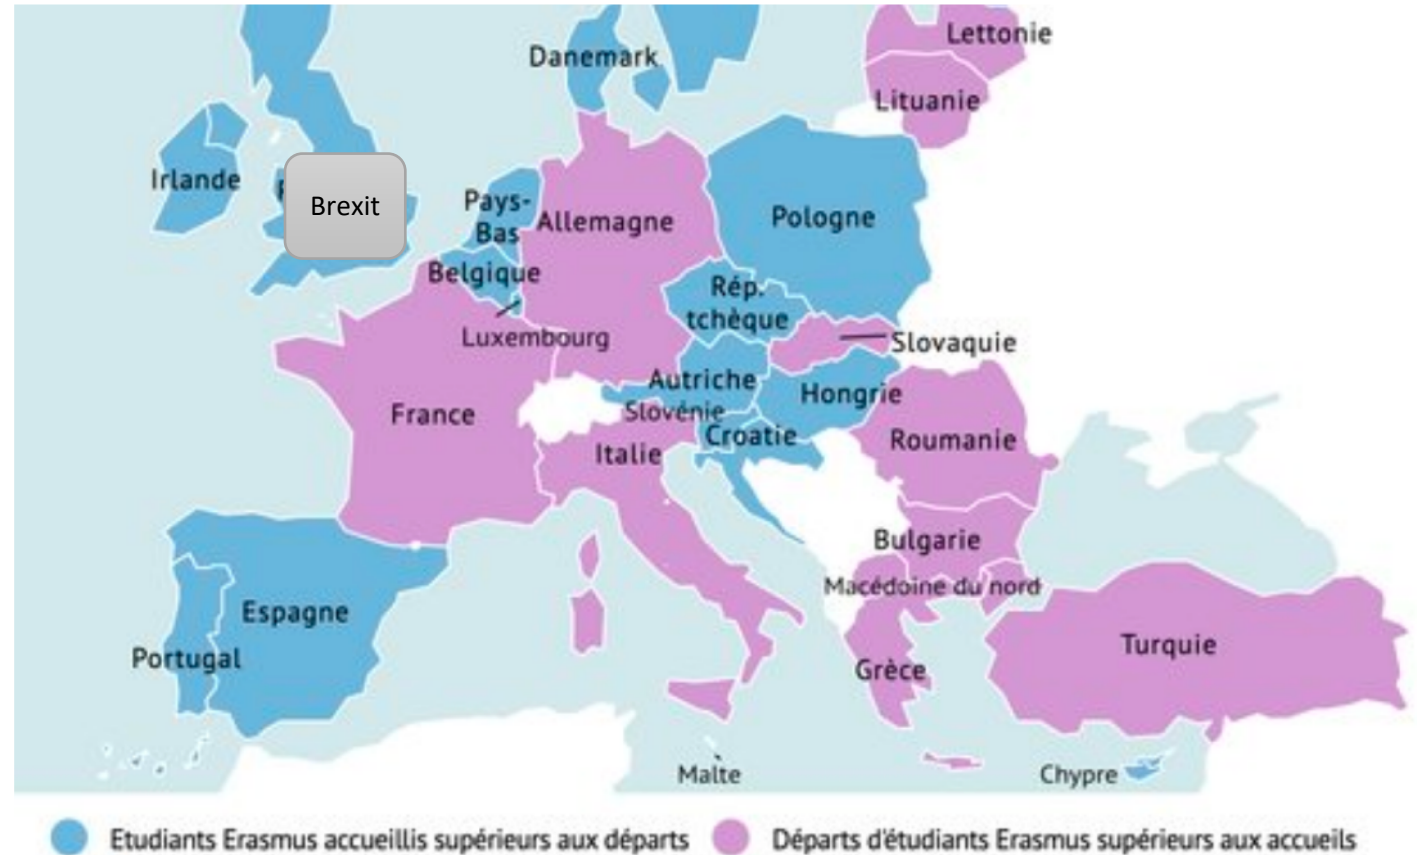 Lettonie
Danemark
Lituanie
Irlande
Brexit
Pays-
Bas
Allemagne
Pologne
Belgique
Rép.
tchèque
Luxembourg
Slovaquie
Autriche
Hongrie
Slovénie
France
Croatie
Roumanie
Italie
Bulgarie
Macédoine du nord
Espagne
Turquie
Portugal
Grèce
Malte
Chypre
Etudiants Erasmus accueillis supérieurs aux départs
Départs d'étudiants Erasmus supérieurs aux accueils